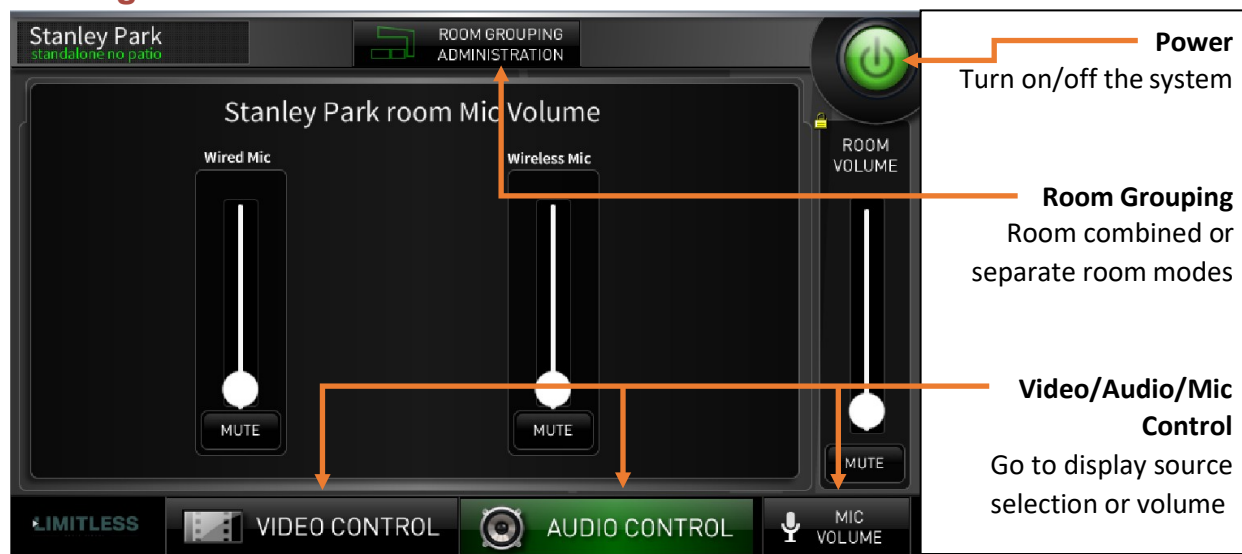 Stanley Park
standalone no patio
ROOM GROUPING
ADMINISTRATION
Stanley Park room Mic Volume
Wired Mic
Wireless Mic
ROOM
VOLUME
MUTE
MUTE
MUTE
LIMITLESS
VIDEO CONTROL
AUDIO CONTROL
MIC
VOLUME
Power
Turn on/off the system
Room Grouping
Room combined or
separate room modes
Video/Audio/Mic
Control
Go to display source
selection or volume